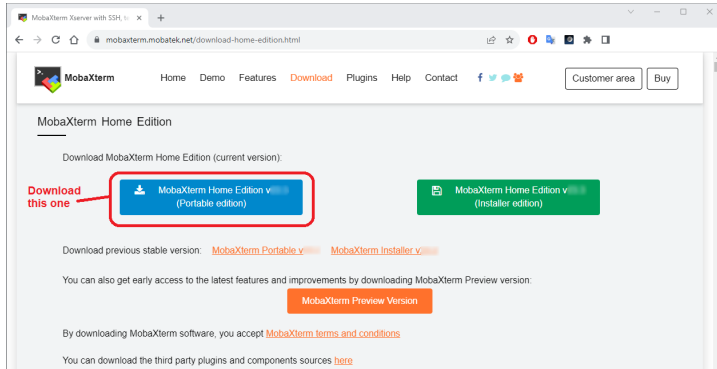 MobaXterm Xserver with SSH, te
mobaxterm.mobatek.net/download-home-edition.html
MobaXterm Home Demo Features Download Plugins Help Contact Customer area Buy
MobaXterm Home Edition
Download MobaXterm Home Edition (current version):
Download
this one
MobaXterm Home Edition v
(Portable edition)
MobaXterm Home Edition v
(Installer edition)
Download previous stable version: MobaXterm Portable v MobaXterm Installer v
You can also get early access to the latest features and improvements by downloading MobaXterm Preview version:
MobaXterm Preview Version
By downloading MobaXterm software, you accept MobaXterm terms and conditions
You can download the third party plugins and components sources here